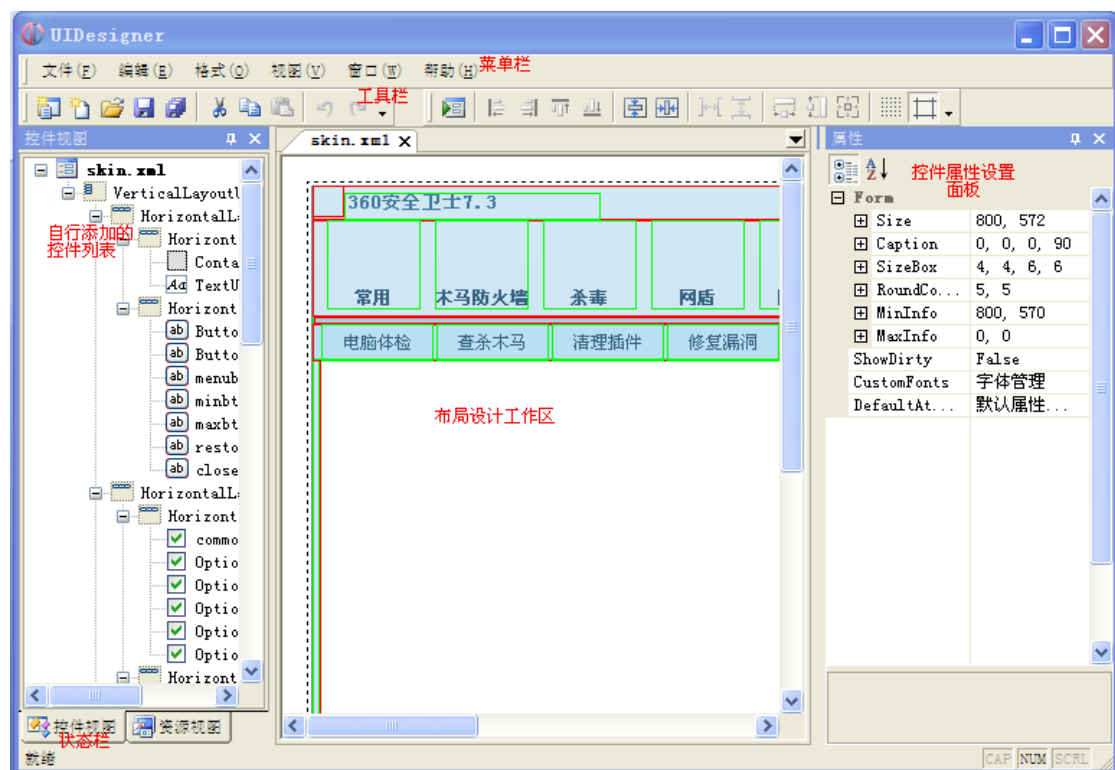 UIDesigner
文件(F) 编辑(E) 格式(O) 视图(V) 窗口(W) 帮助(H) 菜单栏
工具栏
控件视图
skin.xml
属性
skin.xml
VerticalLayoutU
HorizontalL
Horizont
Conta
TextU
Horizont
Butto
Butto
menub
minbt
maxbt
resto
close
HorizontalL
Horizont
commo
Optio
Optio
Optio
Optio
Optio
Horizont
自行添加的
控件列表
控件视图 资源视图
状态栏
360安全卫士7.3
常用 木马防火墙 杀毒 网盾
电脑体检 查杀木马 清理插件 修复漏洞
布局设计工作区
控件属性设置
面板
Form
Size 800, 572
Caption 0, 0, 0, 90
SizeBox 4, 4, 6, 6
RoundCo... 5, 5
MinInfo 800, 570
MaxInfo 0, 0
ShowDirty False
CustomFonts 字体管理
DefaultAt... 默认属性...
就绪
CAP NUM SCRL